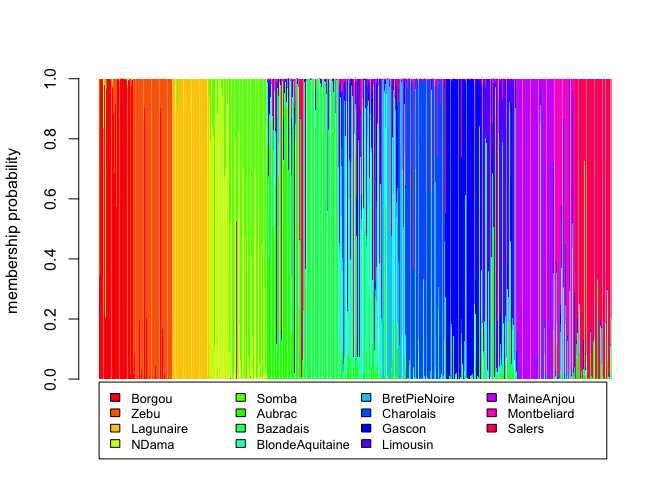 membership probability
1.0
0.8
0.6
0.4
0.2
0.0
Borgou Somba BretPieNoire MaineAnjou
Zebu Aubrac Charolais Montbeliard
Lagunaire Bazadais Gascon Salers
NDama BlondeAquitaine Limousin